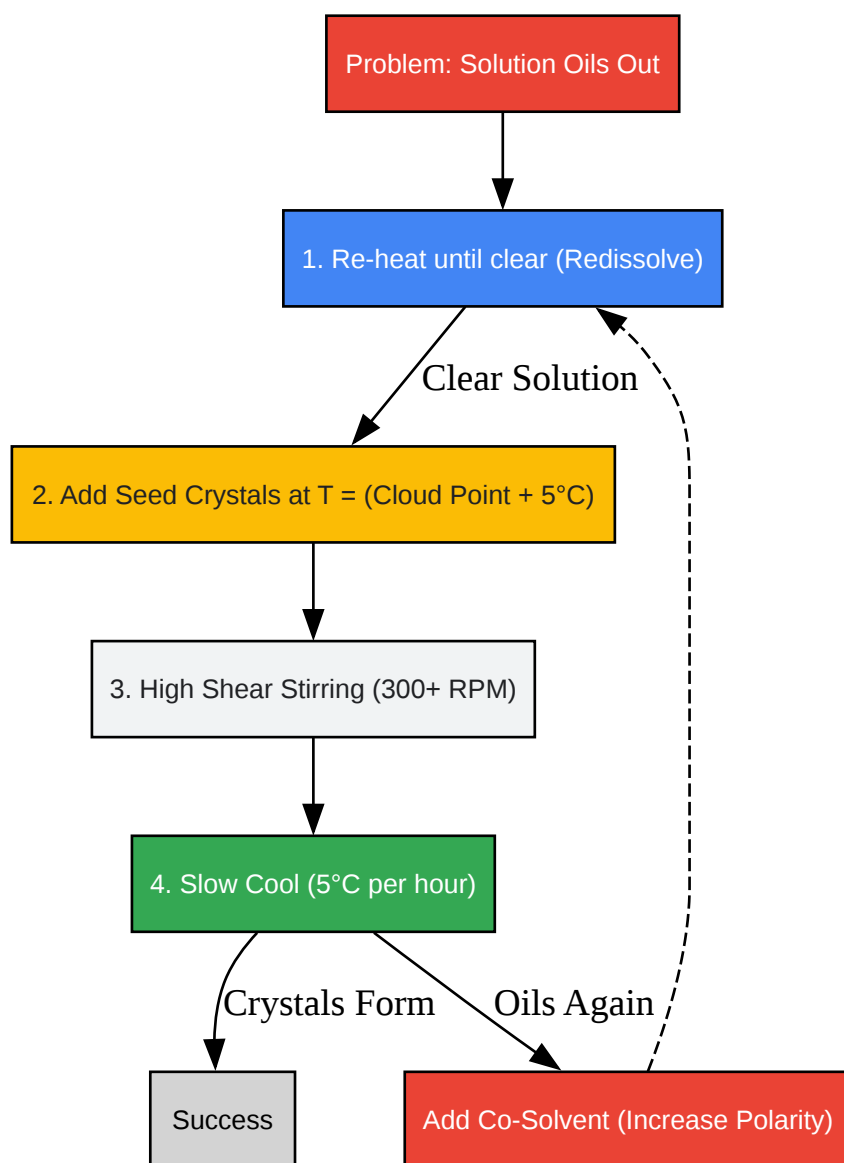 Problem: Solution Oils Out
1. Re-heat until clear (Redissolve)
Clear Solution
2. Add Seed Crystals at T = (Cloud Point + 5°C)
3. High Shear Stirring (300+ RPM)
4. Slow Cool (5°C per hour)
Crystals Form
Oils Again
Success
Add Co-Solvent (Increase Polarity)